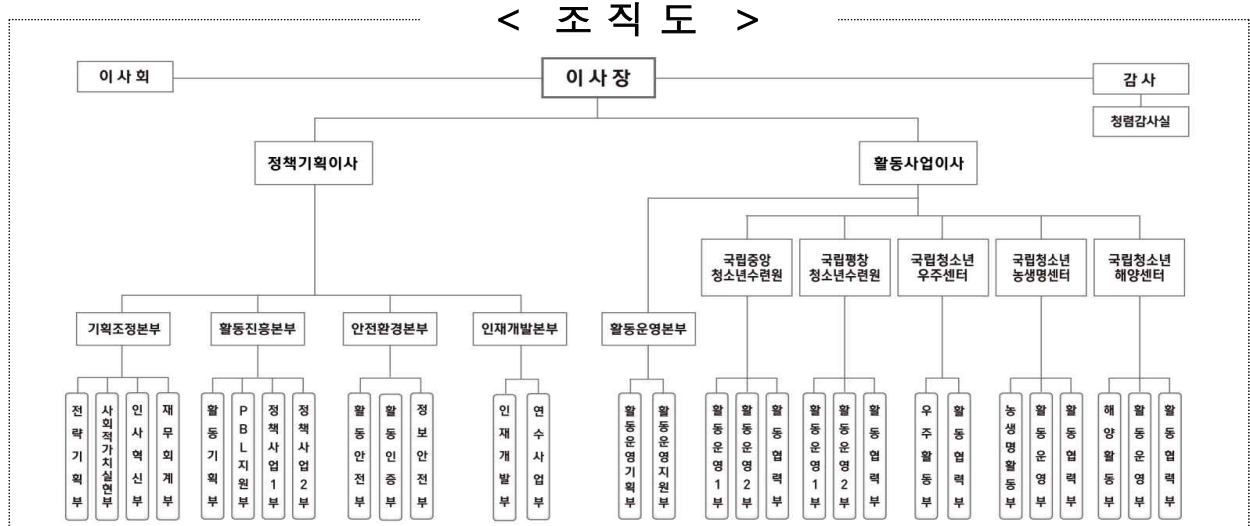 < 조 직 도 >
이 사 회
이 사 장
감 사
청렴감사실
정책기획이사
활동사업이사
국립중앙
청소년수련원
국립평창
청소년수련원
국립청소년
우주센터
국립청소년
농생명센터
국립청소년
해양센터
기획조정본부
활동진흥본부
안전환경본부
인재개발본부
활동운영본부
전략기획부
사회적가치실현부
인사혁신부
재무회계부
활동기획부
PBL지원부
정책사업1부
정책사업2부
활동안전부
활동인증부
정보안전부
인재개발부
연수사업부
활동운영기획부
활동운영지원부
활동운영1부
활동운영2부
활동협력부
활동운영1부
활동운영2부
활동협력부
우주활동부
활동협력부
농생명활동부
활동운영부
활동협력부
해양활동부
활동운영부
활동협력부